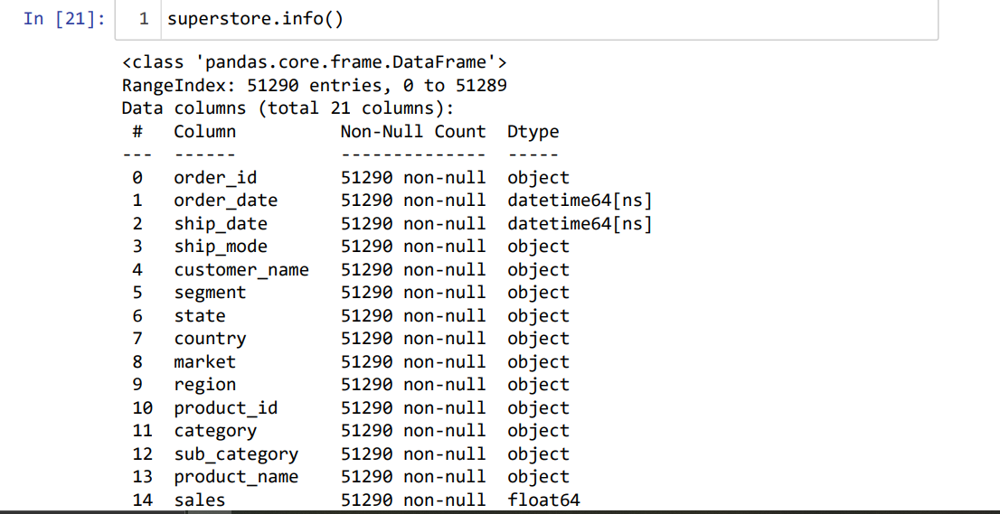 In [21]: 1 superstore.info()
<class 'pandas.core.frame.DataFrame'>
RangeIndex: 51290 entries, 0 to 51289
Data columns (total 21 columns):
 #   Column         Non-Null Count  Dtype
---  ------         --------------  -----
 0   order_id       51290 non-null  object
 1   order_date     51290 non-null  datetime64[ns]
 2   ship_date      51290 non-null  datetime64[ns]
 3   ship_mode      51290 non-null  object
 4   customer_name  51290 non-null  object
 5   segment        51290 non-null  object
 6   state          51290 non-null  object
 7   country        51290 non-null  object
 8   market         51290 non-null  object
 9   region         51290 non-null  object
 10  product_id     51290 non-null  object
 11  category       51290 non-null  object
 12  sub_category   51290 non-null  object
 13  product_name   51290 non-null  object
 14  sales          51290 non-null  float64